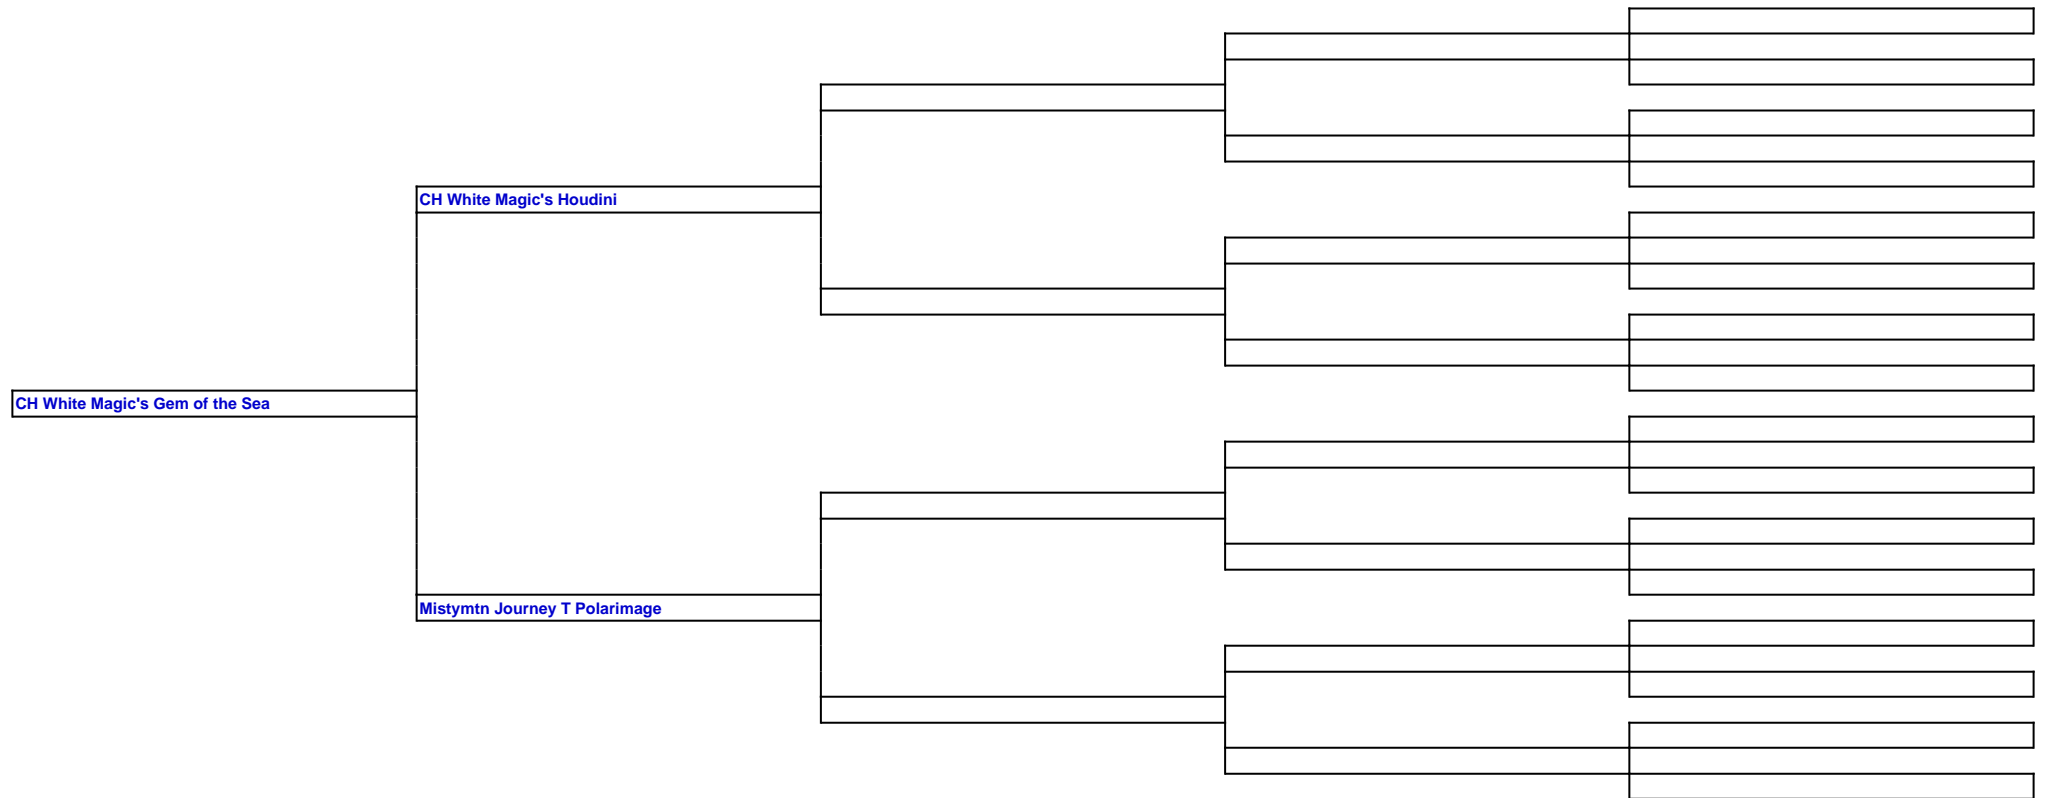 CH White Magic's Houdini
CH White Magic's Gem of the Sea
Mistymtn Journey T Polarimage